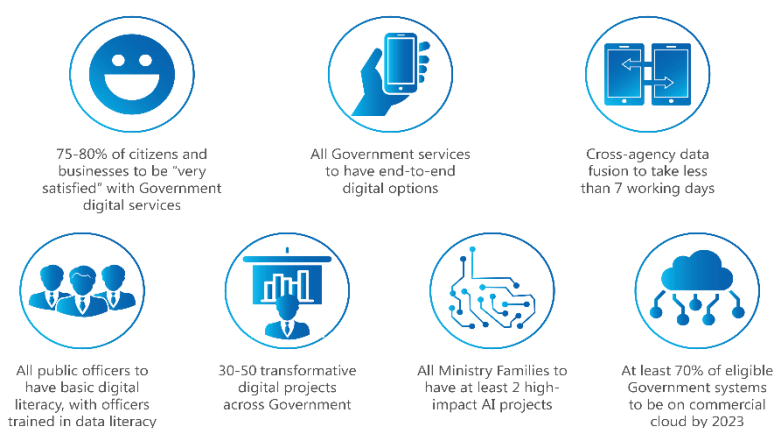 75-80% of citizens and
businesses to be “very
satisfied” with Government
digital services
All Government services
to have end-to-end
digital options
Cross-agency data
fusion to take less
than 7 working days
All public officers to
have basic digital
literacy, with officers
trained in data literacy
30-50 transformative
digital projects
across Government
All Ministry Families to
have at least 2 high-
impact AI projects
At least 70% of eligible
Government systems
to be on commercial
cloud by 2023